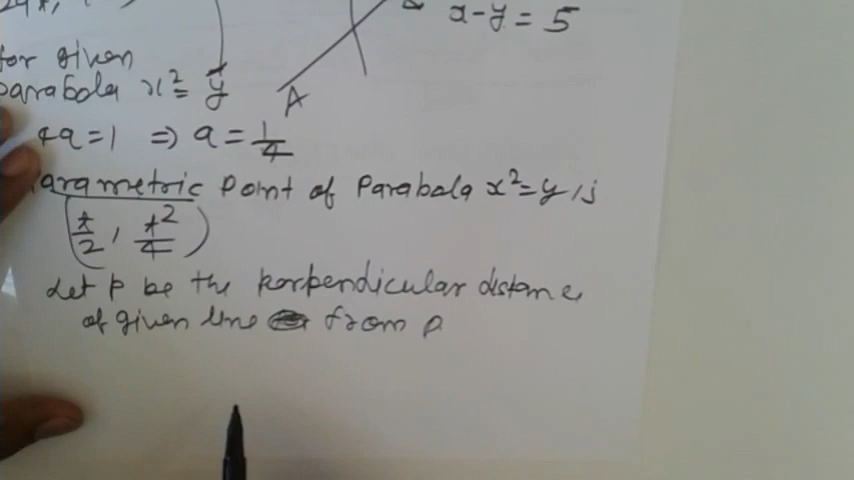 x-y = 5
for given
parabola x² = y
A
4a = 1 ⇒ a = 1/4
arametric Point of Parabola x² = y is
(t/2, t²/4)
Let p be the perpendicular distance
of given line from P